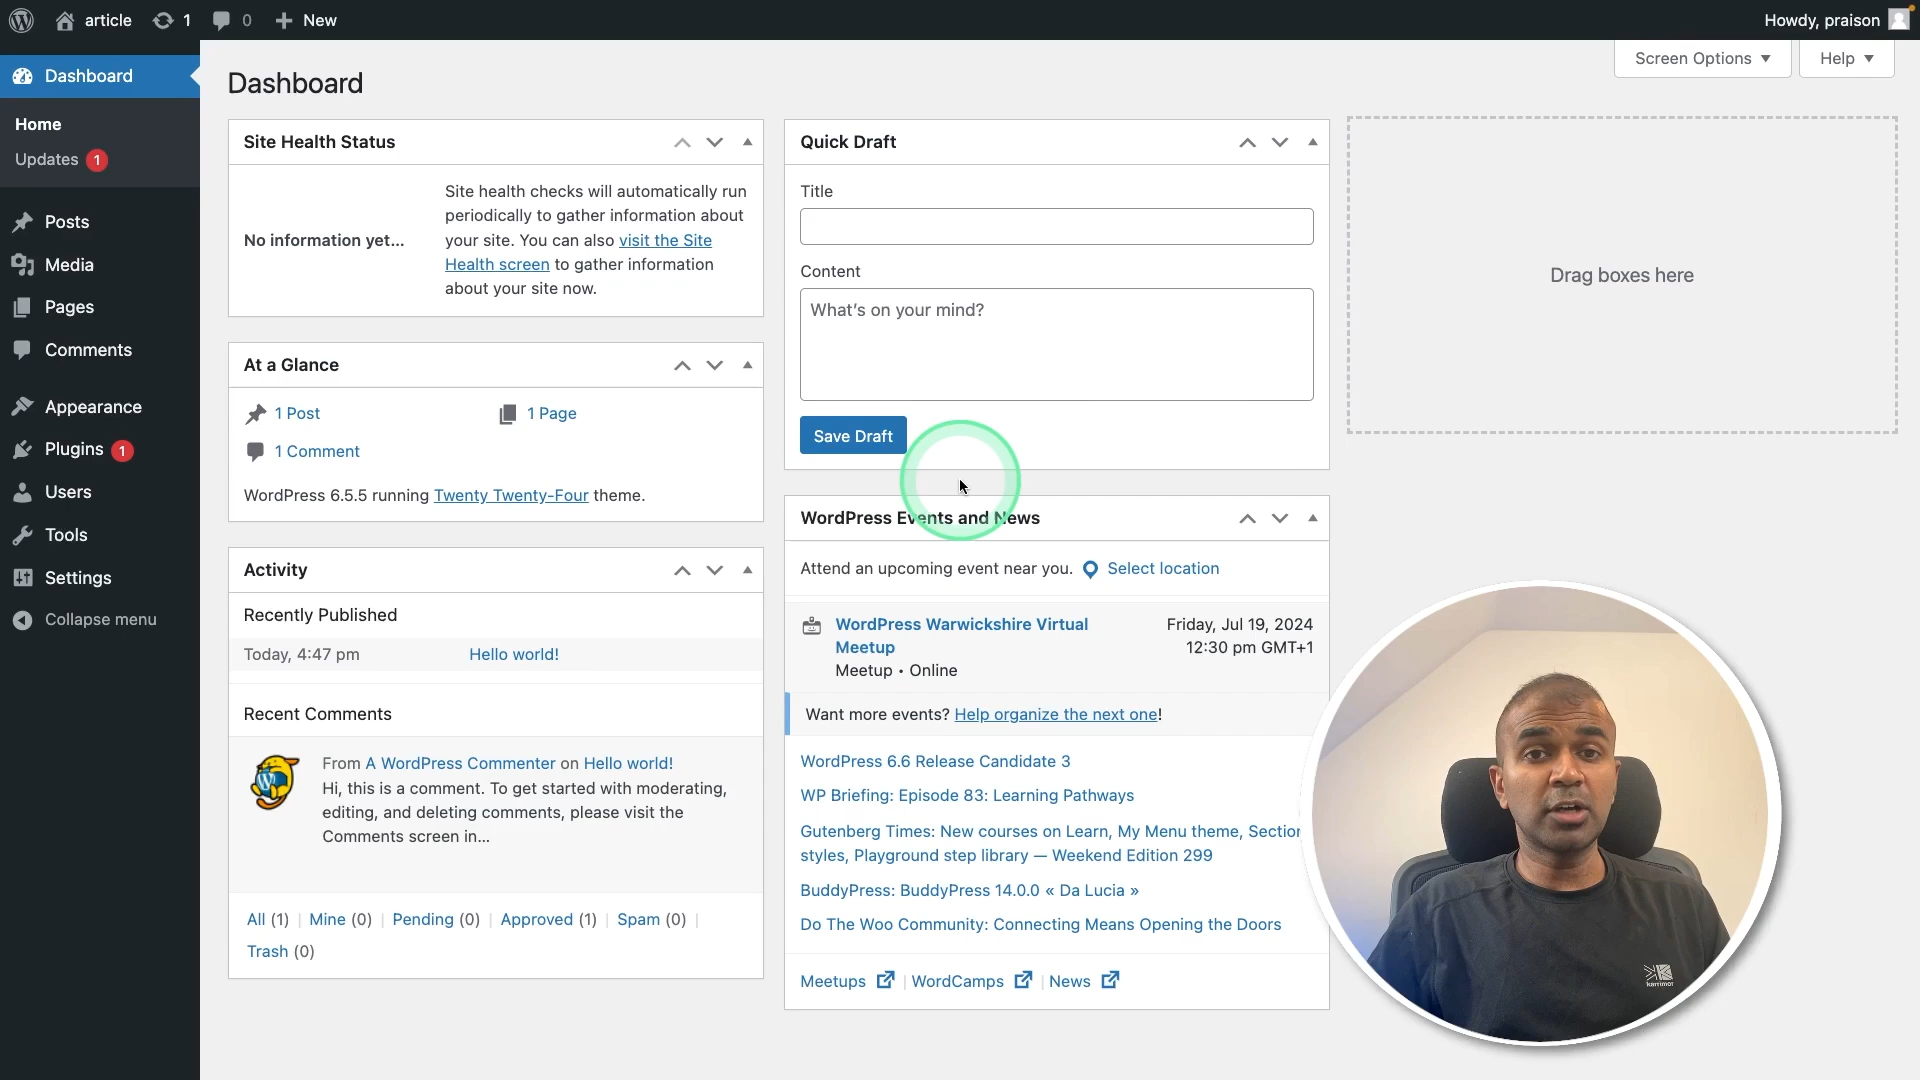 article
1
0
New
Howdy, praison
Dashboard
Home
Updates 1
Posts
Media
Pages
Comments
Appearance
Plugins 1
Users
Tools
Settings
Collapse menu
Screen Options
Help
Dashboard
Site Health Status
No information yet...
Site health checks will automatically run
periodically to gather information about
your site. You can also visit the Site
Health screen to gather information
about your site now.
At a Glance
1 Post
1 Page
1 Comment
WordPress 6.5.5 running Twenty Twenty-Four theme.
Activity
Recently Published
Today, 4:47 pm
Hello world!
Recent Comments
From A WordPress Commenter on Hello world!
Hi, this is a comment. To get started with moderating,
editing, and deleting comments, please visit the
Comments screen in...
All (1) | Mine (0) | Pending (0) | Approved (1) | Spam (0) |
Trash (0)
Quick Draft
Title
Content
What's on your mind?
Save Draft
WordPress Events and News
Attend an upcoming event near you. Select location
WordPress Warwickshire Virtual
Meetup
Meetup • Online
Friday, Jul 19, 2024
12:30 pm GMT+1
Want more events? Help organize the next one!
WordPress 6.6 Release Candidate 3
WP Briefing: Episode 83: Learning Pathways
Gutenberg Times: New courses on Learn, My Menu theme, Section
styles, Playground step library — Weekend Edition 299
BuddyPress: BuddyPress 14.0.0 « Da Lucia »
Do The Woo Community: Connecting Means Opening the Doors
Meetups | WordCamps | News
Drag boxes here
karrimor